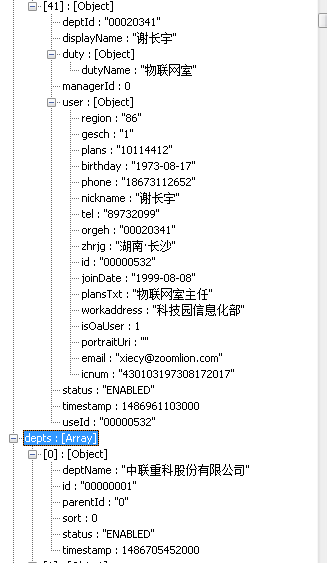 [41] : [Object]
deptId : "00020341"
displayName : "谢长宇"
duty : [Object]
dutyName : "物联网室"
managerId : 0
user : [Object]
region : "86"
gesch : "1"
plans : "10114412"
birthday : "1973-08-17"
phone : "18673112652"
nickname : "谢长宇"
tel : "89732099"
orgeh : "00020341"
zhrjg : "湖南·长沙"
id : "00000532"
joinDate : "1999-08-08"
plansTxt : "物联网室主任"
workaddress : "科技园信息化部"
isOaUser : 1
portraitUri : ""
email : "xiecy@zoomlion.com"
icnum : "430103197308172017"
status : "ENABLED"
timestamp : 1486961103000
useId : "00000532"
depts : [Array]
[0] : [Object]
deptName : "中联重科股份有限公司"
id : "00000001"
parentId : "0"
sort : 0
status : "ENABLED"
timestamp : 1486705452000